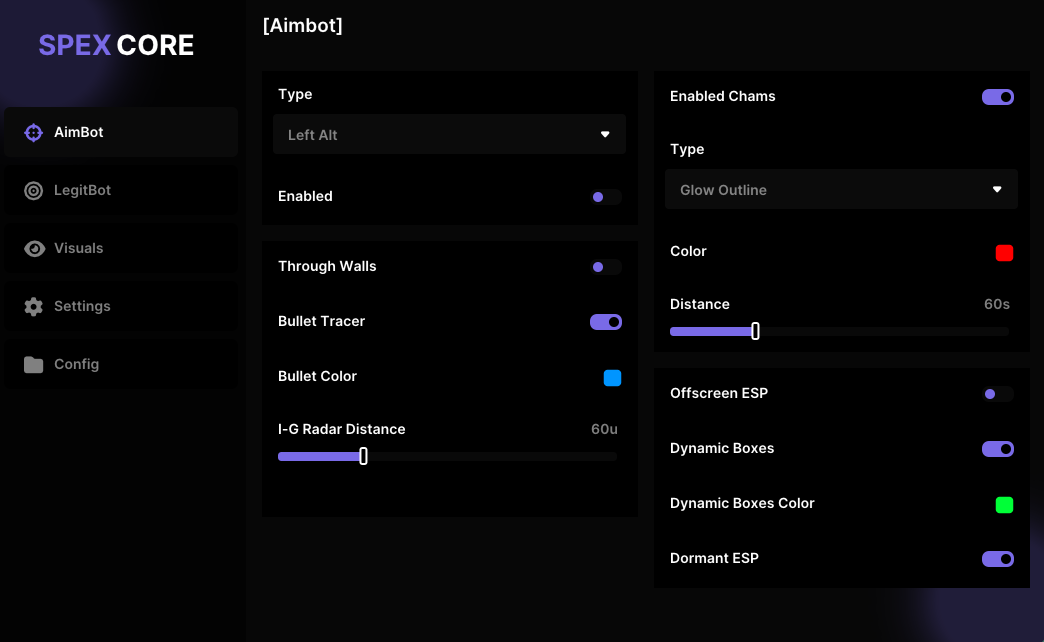 SPEX CORE
AimBot
LegitBot
Visuals
Settings
Config
[Aimbot]
Type
Left Alt
Enabled
Through Walls
Bullet Tracer
Bullet Color
I-G Radar Distance 60u
Enabled Chams
Type
Glow Outline
Color
Distance 60s
Offscreen ESP
Dynamic Boxes
Dynamic Boxes Color
Dormant ESP